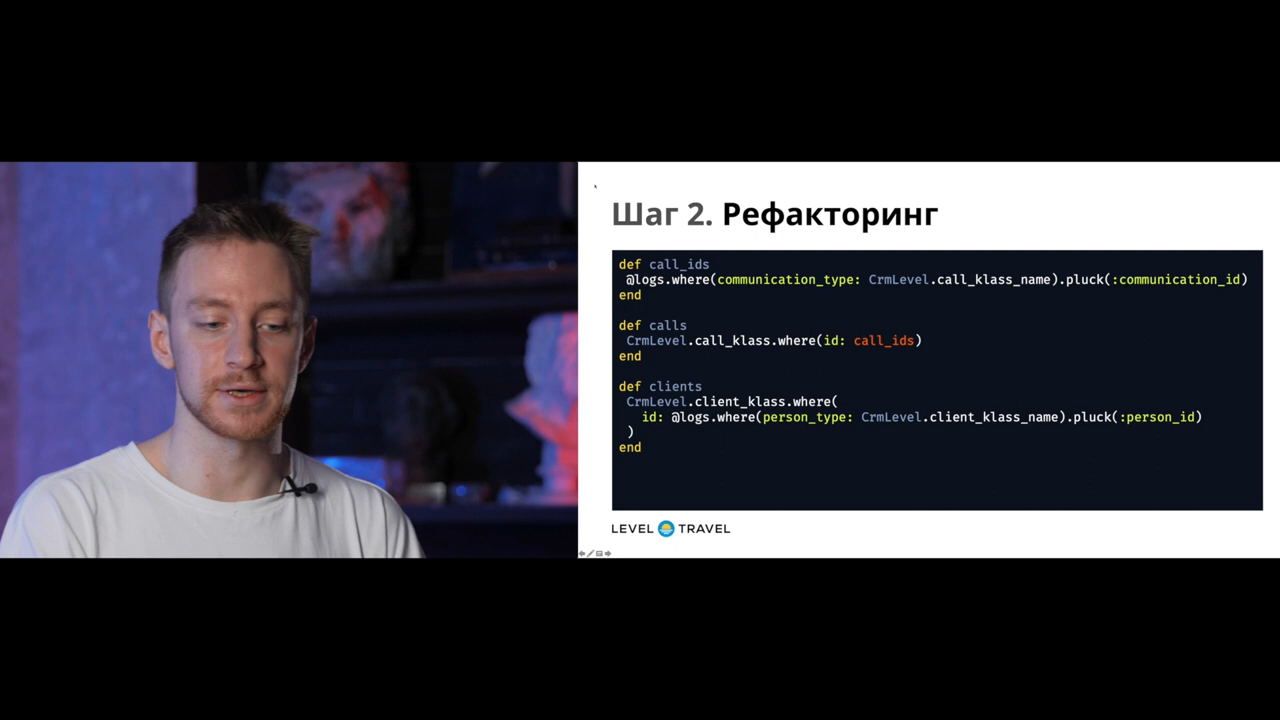 Шаг 2. Рефакторинг
def call_ids
@logs.where(communication_type: CrmLevel.call_klass_name).pluck(:communication_id)
end
def calls
CrmLevel.call_klass.where(id: call_ids)
end
def clients
CrmLevel.client_klass.where(
id: @logs.where(person_type: CrmLevel.client_klass_name).pluck(:person_id)
)
end
LEVEL TRAVEL